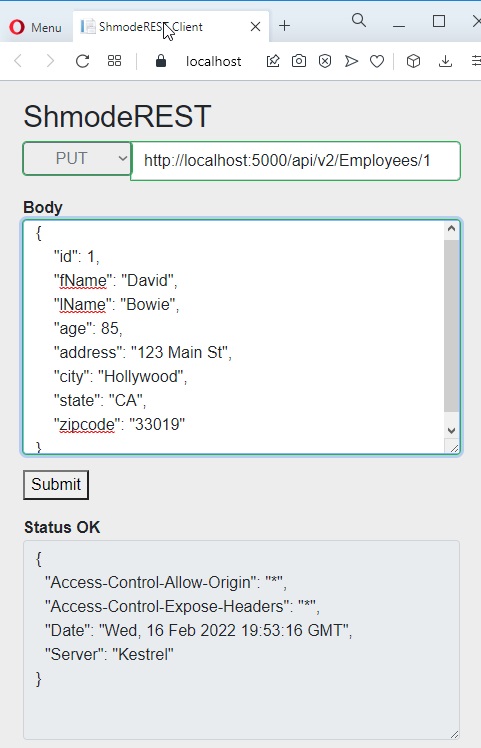 Menu
ShmodeREST Client
localhost
ShmodeREST
PUT
http://localhost:5000/api/v2/Employees/1
Body
{
"id": 1,
"fName": "David",
"lName": "Bowie",
"age": 85,
"address": "123 Main St",
"city": "Hollywood",
"state": "CA",
"zipcode": "33019"
}
Submit
Status OK
{
"Access-Control-Allow-Origin": "*",
"Access-Control-Expose-Headers": "*",
"Date": "Wed, 16 Feb 2022 19:53:16 GMT",
"Server": "Kestrel"
}